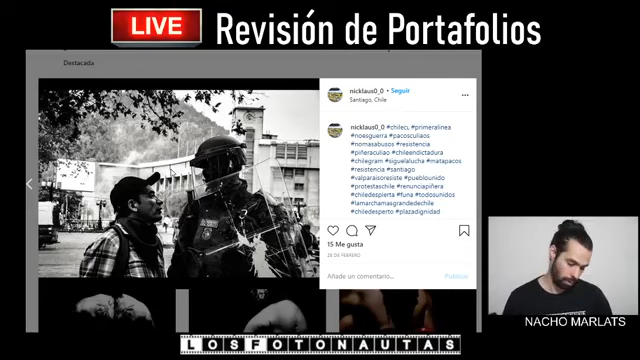 LIVE Revisión de Portafolios
Destacada
nicklaus0_0 • Seguir
Santiago, Chile
nicklaus0_0 #chilecı, #primeralinea
#noesguerra #pacosculiaos
#nomasabusos #resistencia
#piñeraculiao #chileendictadura
#chilegram #siguelalucha #matapacos
#resistencia #santiago
#valparaisoresiste #pueblounido
#protestaschile #renunciapiñera
#chiledespierta #funa #todosunidos
#lamarchamasgrandedechile
#chiledesperto #plazadignidad
15 Me gusta
28 DE FEBRERO
Añade un comentario...
Publicar
NACHO MARLATS
LOSFOTONAUTAS